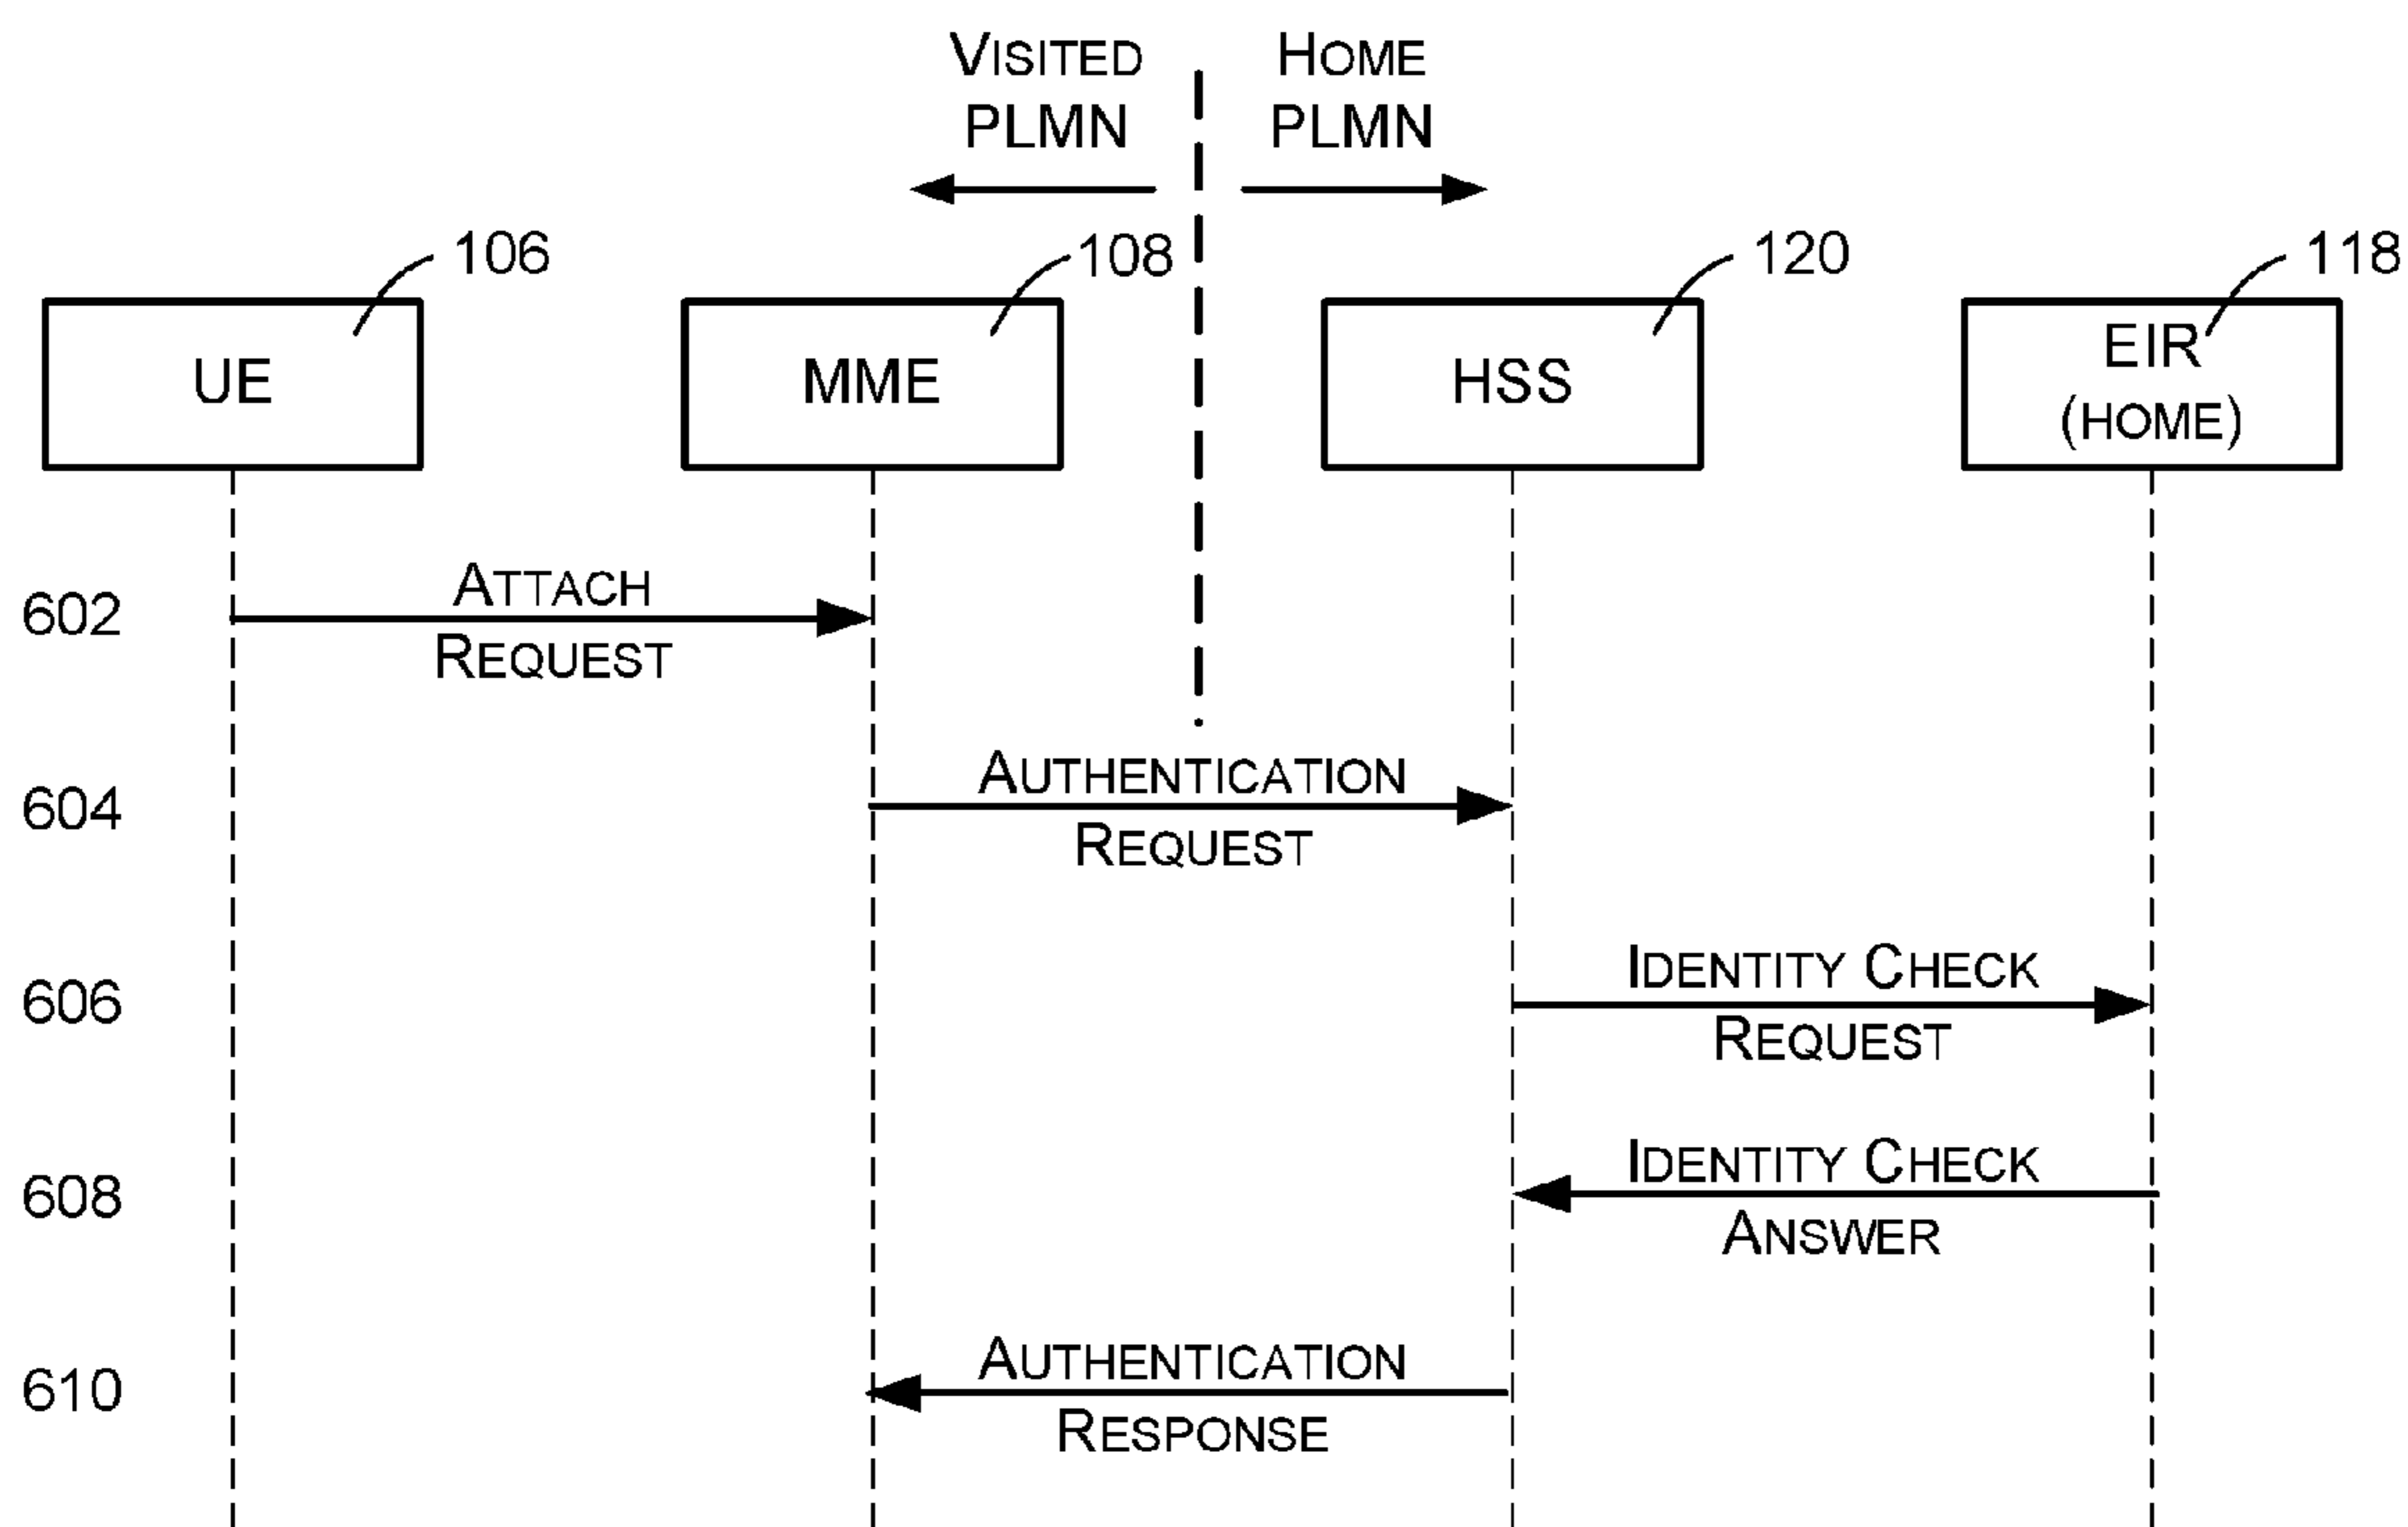 VISITED
PLMN
HOME
PLMN
106
108
120
118
UE
MME
HSS
EIR
(HOME)
602
ATTACH
REQUEST
604
AUTHENTICATION
REQUEST
606
IDENTITY CHECK
REQUEST
608
IDENTITY CHECK
ANSWER
610
AUTHENTICATION
RESPONSE